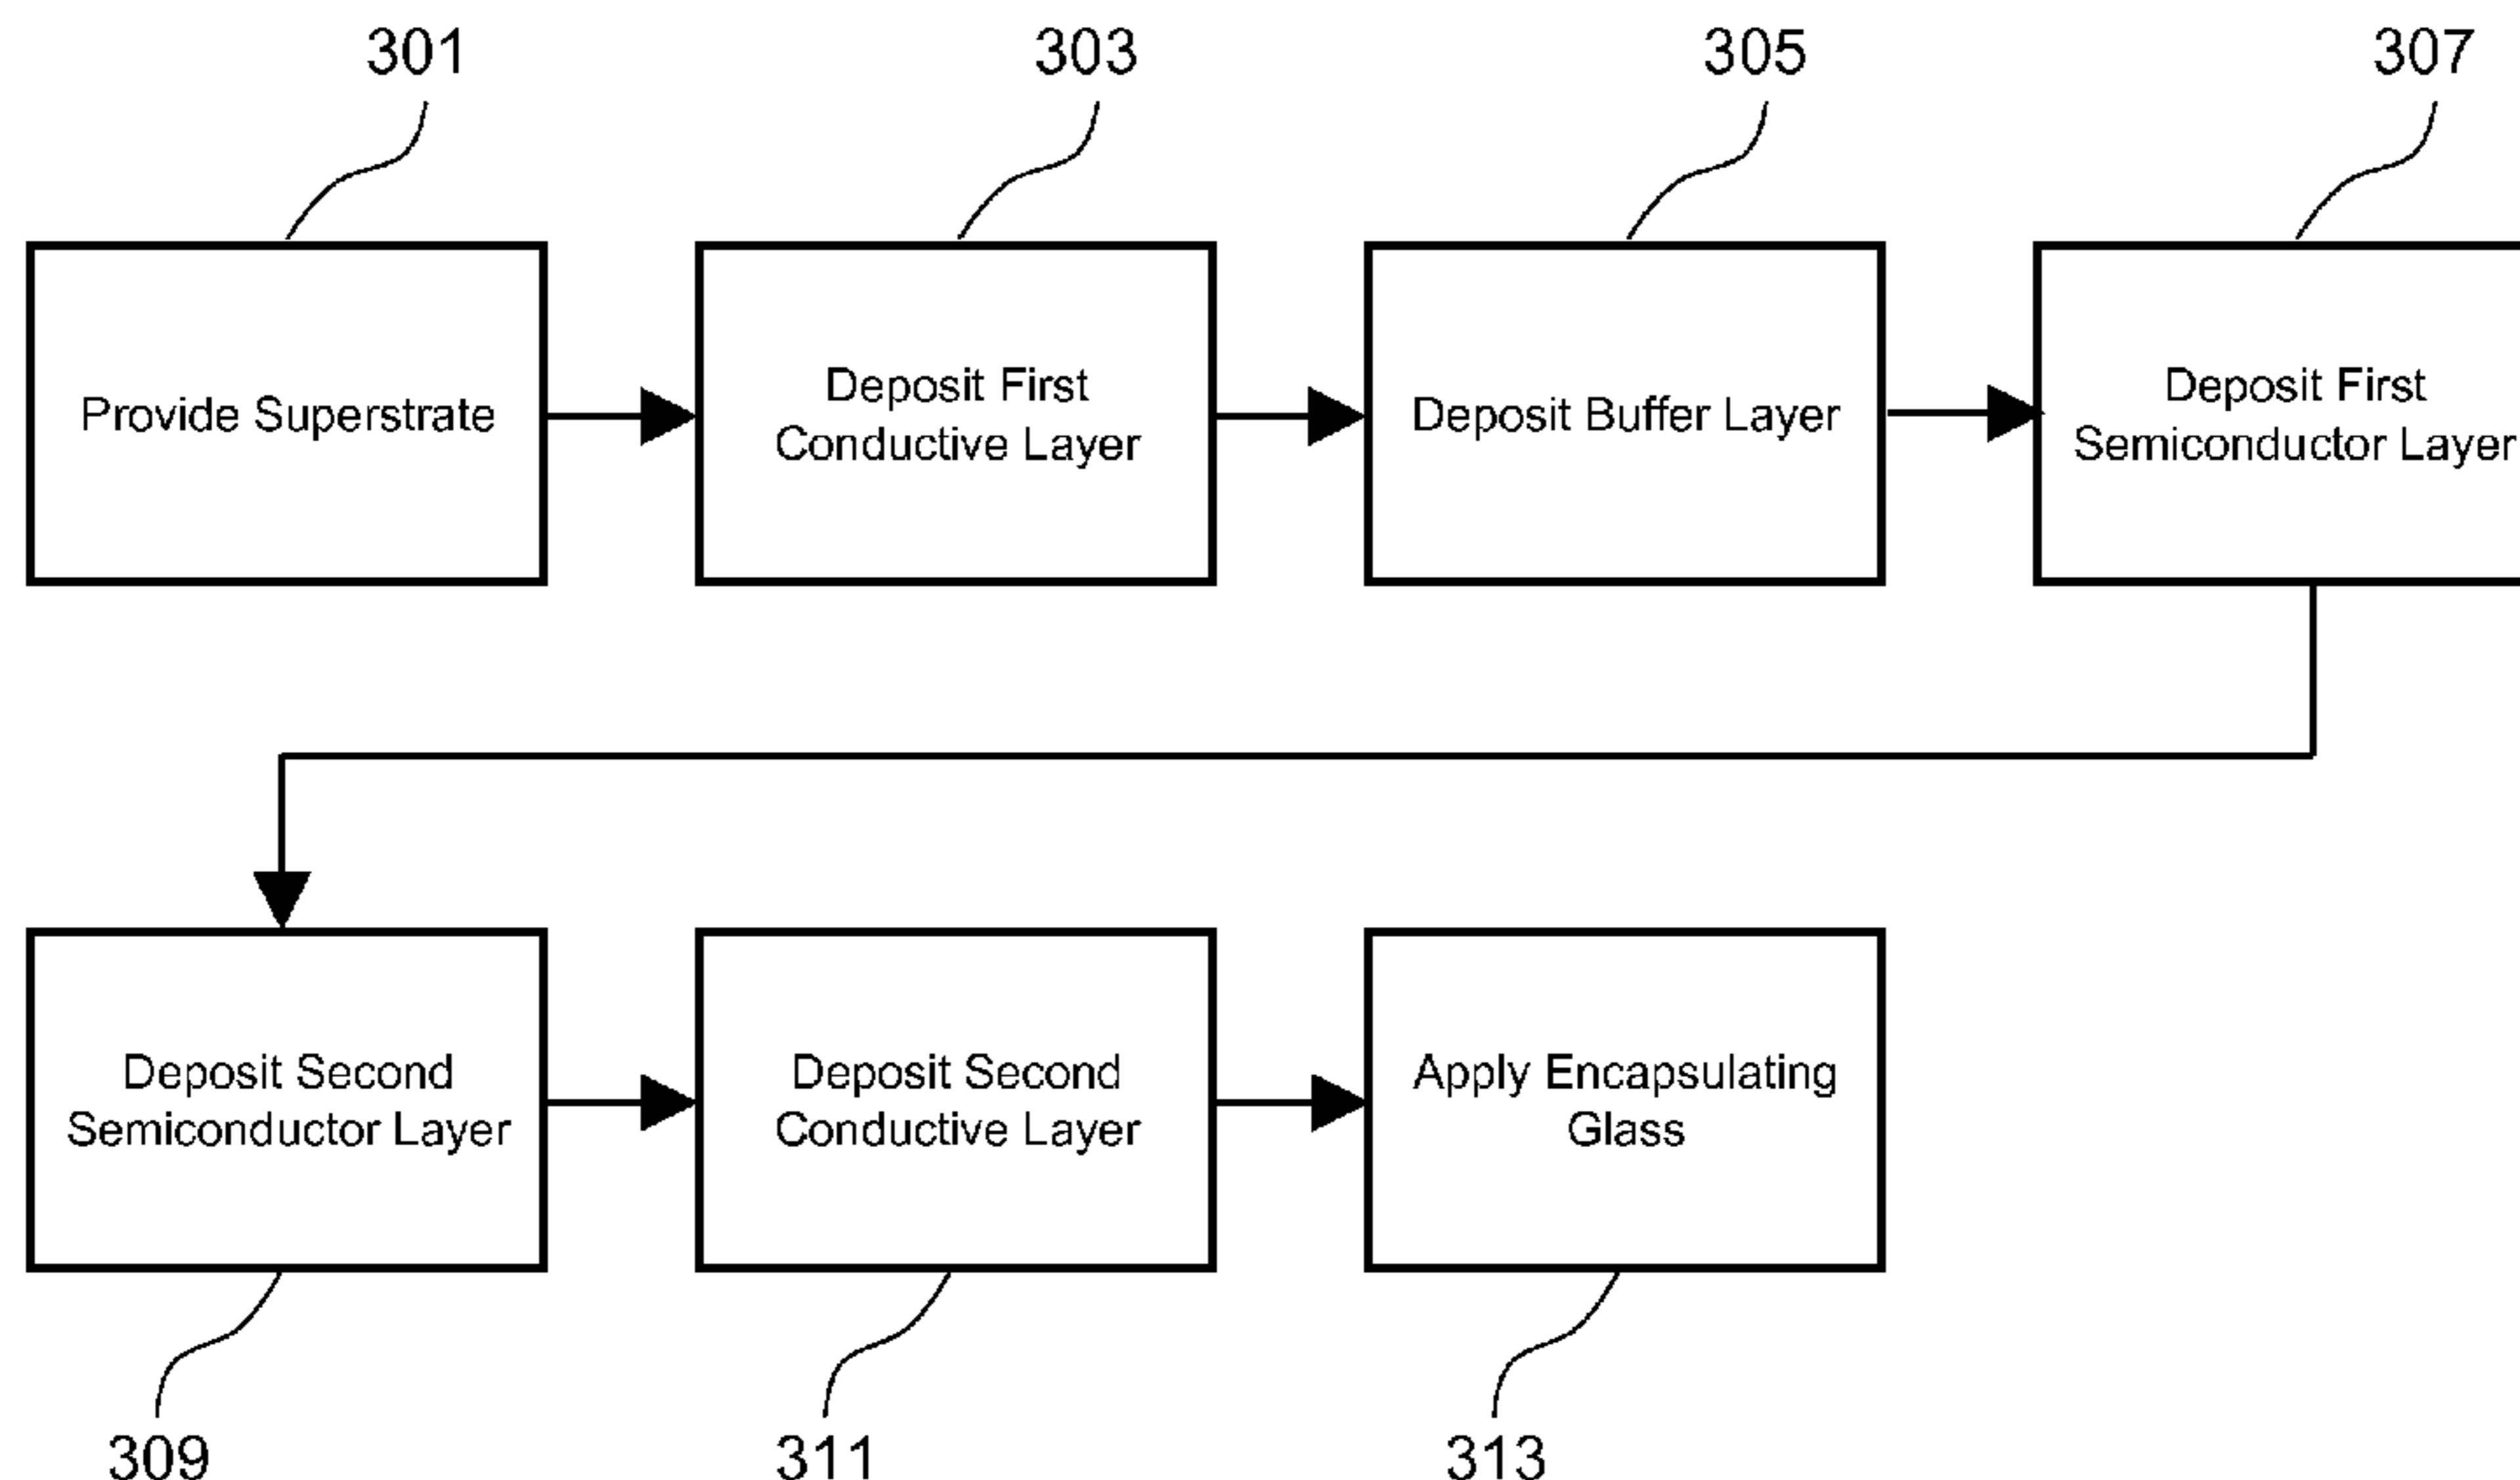 301
303
305
307
Provide Superstrate
Deposit First
Conductive Layer
Deposit Buffer Layer
Deposit First
Semiconductor Layer
Deposit Second
Semiconductor Layer
Deposit Second
Conductive Layer
Apply Encapsulating
Glass
309
311
313